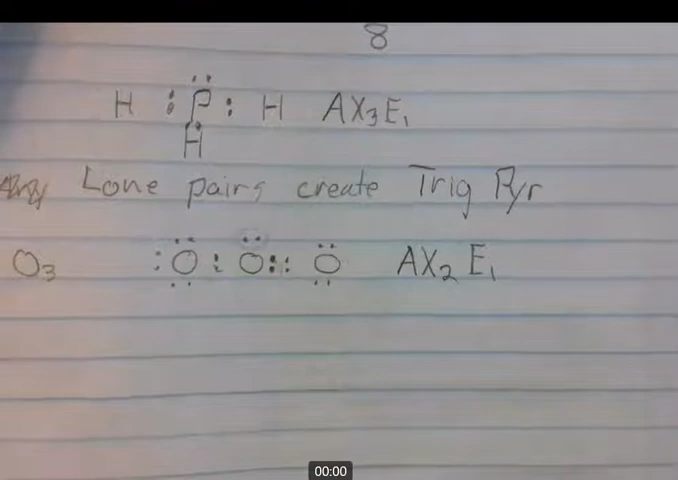 8
H : P : H AX₃E₁
H
Lone pairs create Trig Pyr
O₃ : O : O :: O AX₂E₁
00:00